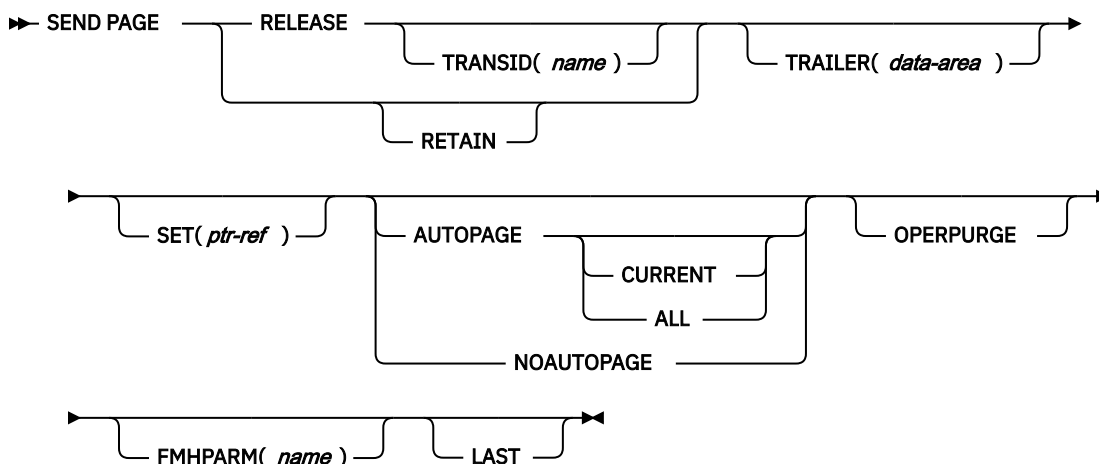 SEND PAGE RELEASE
TRANSID( name ) TRAILER( data-area )
RETAIN
SET( ptr-ref ) AUTOPAGE OPERPURGE
CURRENT
ALL
NOAUTOPAGE
FMHPARM( name ) LAST